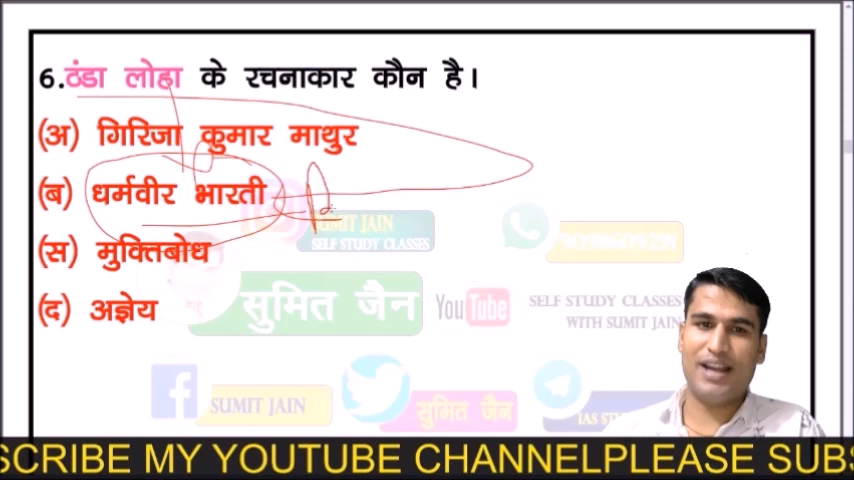 6.ठंडा लोहा के रचनाकार कौन है।
(अ) गिरिजा कुमार माथुर
(ब) धर्मवीर भारती
(स) मुक्तिबोध
(द) अज्ञेय
SUMIT JAIN
SELF STUDY CLASSES
सुमित जैन
YouTube
SELF STUDY CLASSES
WITH SUMIT JAIN
SUMIT JAIN
सुमित जैन
IAS
SCRIBE MY YOUTUBE CHANNELPLEASE SUBS